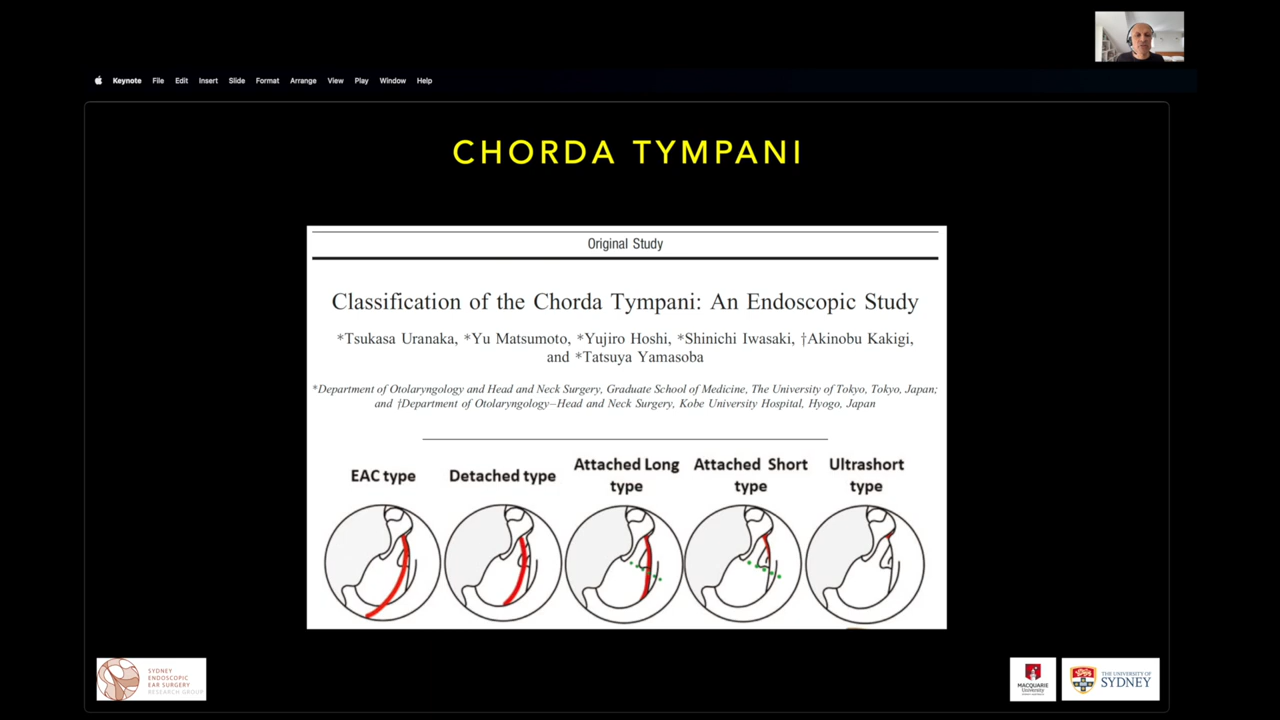 Keynote File Edit Insert Slide Format Arrange View Play Window Help
CHORDA TYMPANI
Original Study
Classification of the Chorda Tympani: An Endoscopic Study
*Tsukasa Uranaka, *Yu Matsumoto, *Yujiro Hoshi, *Shinichi Iwasaki, †Akinobu Kakigi,
and *Tatsuya Yamasoba
*Department of Otolaryngology and Head and Neck Surgery, Graduate School of Medicine, The University of Tokyo, Tokyo, Japan;
and †Department of Otolaryngology–Head and Neck Surgery, Kobe University Hospital, Hyogo, Japan
EAC type
Detached type
Attached Long
type
Attached Short
type
Ultrashort
type
SYDNEY
ENDOSCOPIC
EAR SURGERY
RESEARCH GROUP
MACQUARIE
University
THE UNIVERSITY OF
SYDNEY